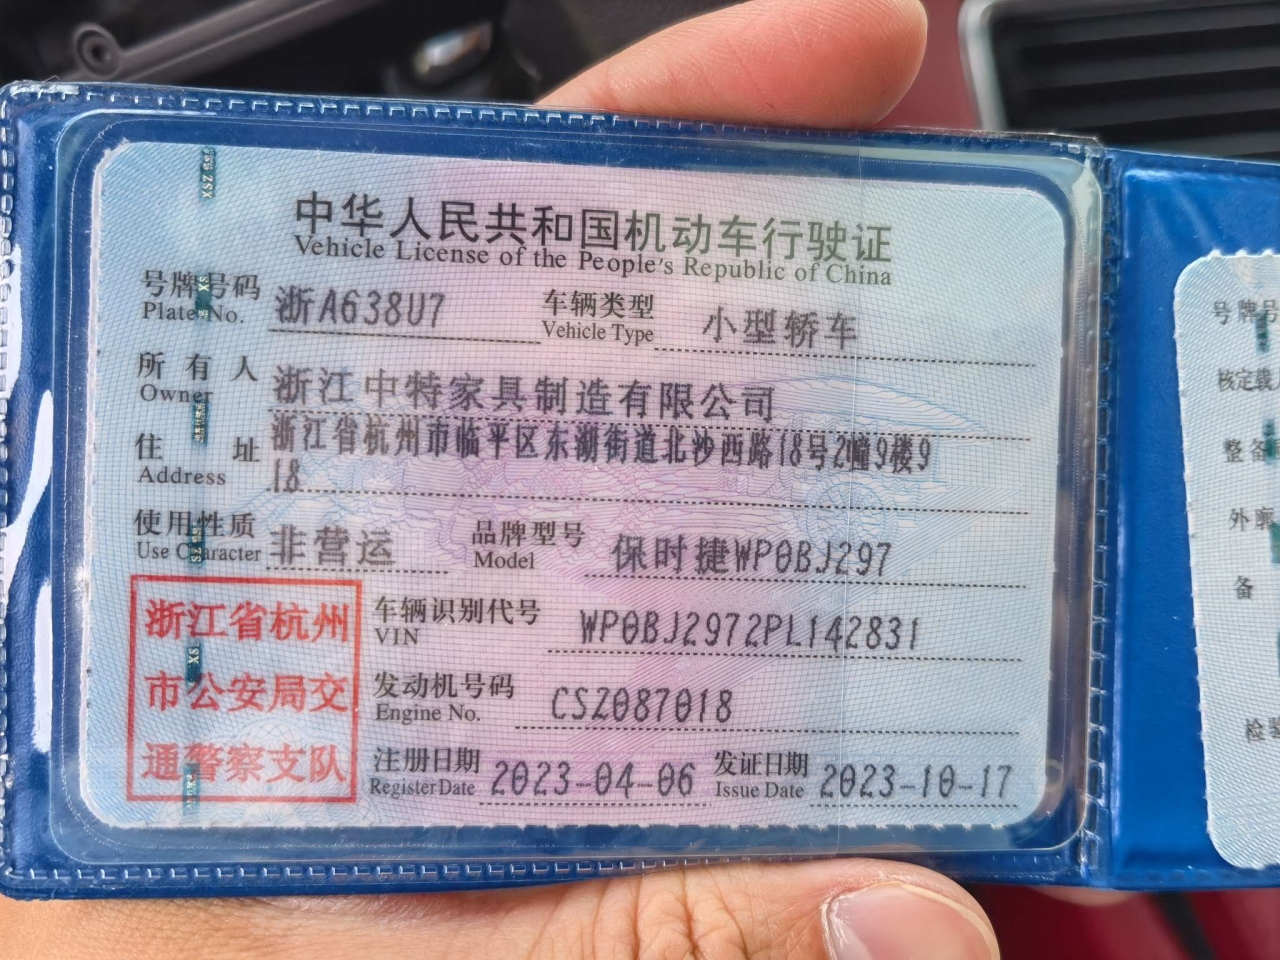 中华人民共和国机动车行驶证
Vehicle License of the People's Republic of China
号牌号码 浙A638U7 车辆类型 小型轿车
Plate No. Vehicle Type
所有人 浙江中特家具制造有限公司
Owner
住址 浙江省杭州市临平区东湖街道北沙西路18号2幢9楼9
Address 18
使用性质 非营运 品牌型号 保时捷WP0BJ297
Use Character Model
浙江省杭州
市公安局交
通警察支队
车辆识别代号 WP0BJ2972PL142831
VIN
发动机号码 CSZ087018
Engine No.
注册日期 2023-04-06 发证日期 2023-10-17
Register Date Issue Date
号牌号
核定载
整备
外廓
备
检验